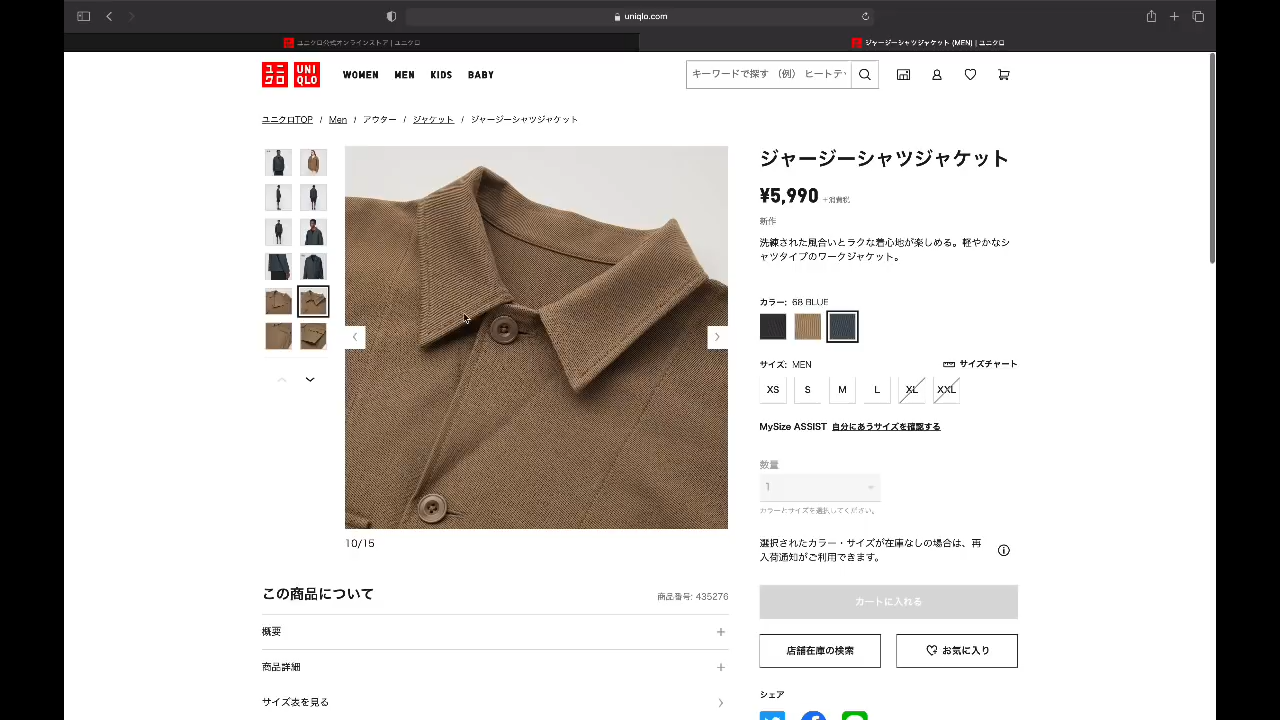 uniqlo.com
ユニクロ公式オンラインストア | ユニクロ
ジャージーシャツジャケット (MEN) | ユニクロ
ユニ
クロ
UNI
QLO
WOMEN MEN KIDS BABY
キーワードで探す （例） ヒートテ
ユニクロTOP / Men / アウター / ジャケット / ジャージーシャツジャケット
ジャージーシャツジャケット
¥5,990 +消費税
新作
洗練された風合いとラクな着心地が楽しめる。軽やかなシ
ャツタイプのワークジャケット。
カラー: 68 BLUE
サイズ: MEN
サイズチャート
XS S M L XL XXL
MySize ASSIST 自分にあうサイズを確認する
数量
1
カラーとサイズを選択してください。
10/15
選択されたカラー・サイズが在庫なしの場合は、再
入荷通知がご利用できます。
この商品について
商品番号: 435276
カートに入れる
概要
店舗在庫の検索
お気に入り
商品詳細
シェア
サイズ表を見る